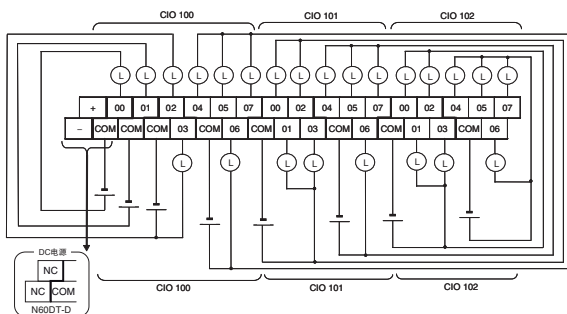 CIO 100 CIO 101 CIO 102
L L L L L L L L L L L L L L L L
+ 00 01 02 04 05 07 00 02 04 05 07 00 02 04 05 07
− COM COM COM 03 COM 06 COM 01 03 COM 06 COM 01 03 COM 06
L L L L L L L L
DC电源
NC
NC COM
N60DT-D
CIO 100 CIO 101 CIO 102